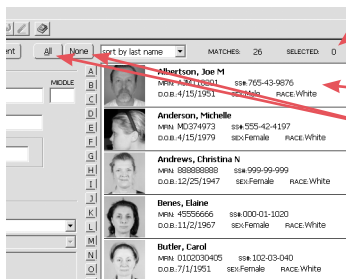 ent All None sort by last name MATCHES: 26 SELECTED: 0
MIDDLE
A
B
C
D
E
F
G
H
I
J
K
L
M
N
O
Albertson, Joe M
MRN: AJM118301 SS#:765-43-9876
D.O.B.:4/15/1951 SEX:Male RACE:White
Anderson, Michelle
MRN: MD374973 SS#:555-42-4197
D.O.B.:4/15/1979 SEX:Female RACE:White
Andrews, Christina N
MRN: 888888888 SS#:999-99-999
D.O.B.:12/25/1947 SEX:Female RACE:White
Benes, Elaine
MRN: 45556666 SS#:000-01-1020
D.O.B.:11/2/1967 SEX:Female RACE:White
Butler, Carol
MRN: 0102030405 SS#:102-03-040
D.O.B.:7/1/1951 SEX:Female RACE:White